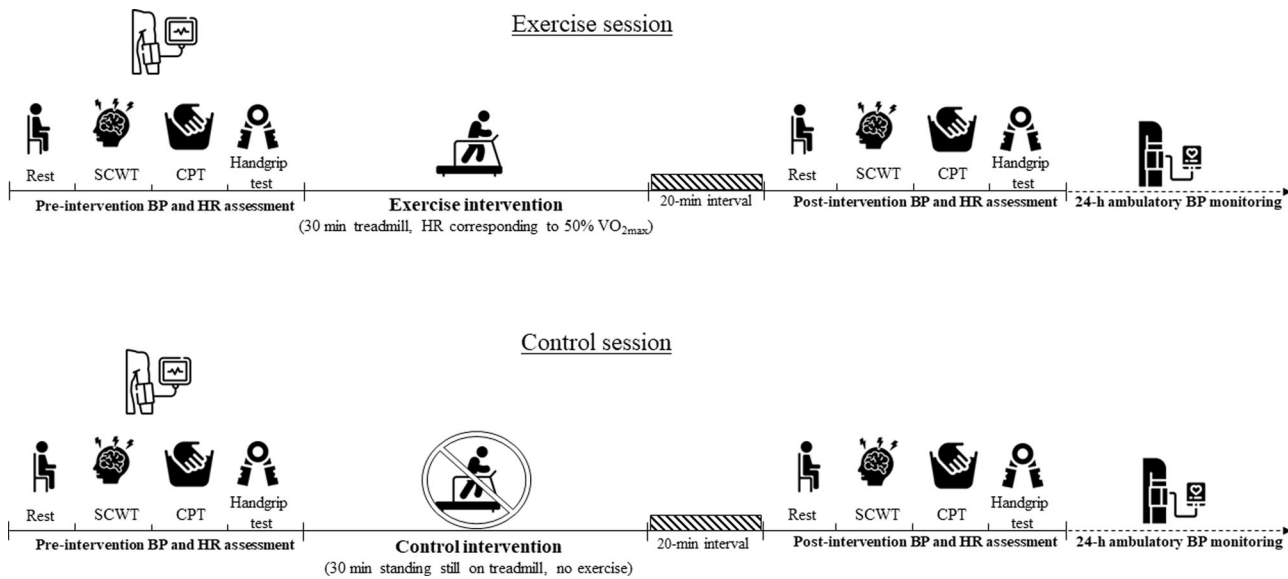 Exercise session
Rest
SCWT
CPT
Handgrip
test
Rest
SCWT
CPT
Handgrip
test
Pre-intervention BP and HR assessment
Exercise intervention
(30 min treadmill, HR corresponding to 50% VO2max)
20-min interval
Post-intervention BP and HR assessment
24-h ambulatory BP monitoring
Control session
Rest
SCWT
CPT
Handgrip
test
Rest
SCWT
CPT
Handgrip
test
Pre-intervention BP and HR assessment
Control intervention
(30 min standing still on treadmill, no exercise)
20-min interval
Post-intervention BP and HR assessment
24-h ambulatory BP monitoring